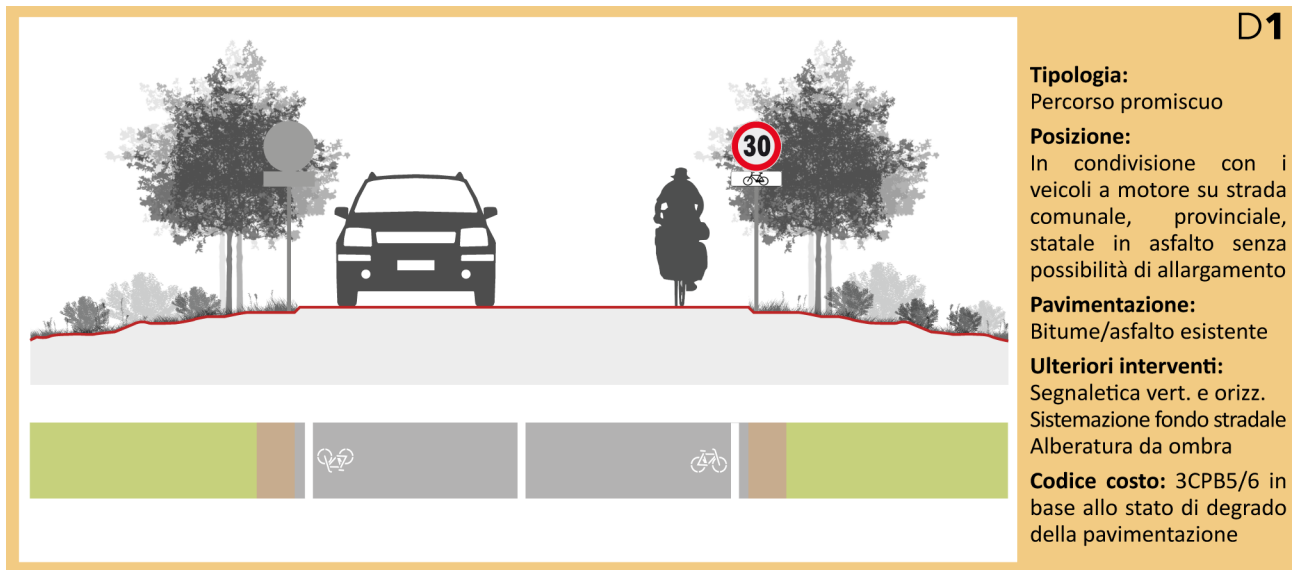 D1
Tipologia:
Percorso promiscuo
Posizione:
In condivisione con i
veicoli a motore su strada
comunale, provinciale,
statale in asfalto senza
possibilità di allargamento
Pavimentazione:
Bitume/asfalto esistente
Ulteriori interventi:
Segnaletica vert. e orizz.
Sistemazione fondo stradale
Alberatura da ombra
Codice costo: 3CPB5/6 in
base allo stato di degrado
della pavimentazione
30